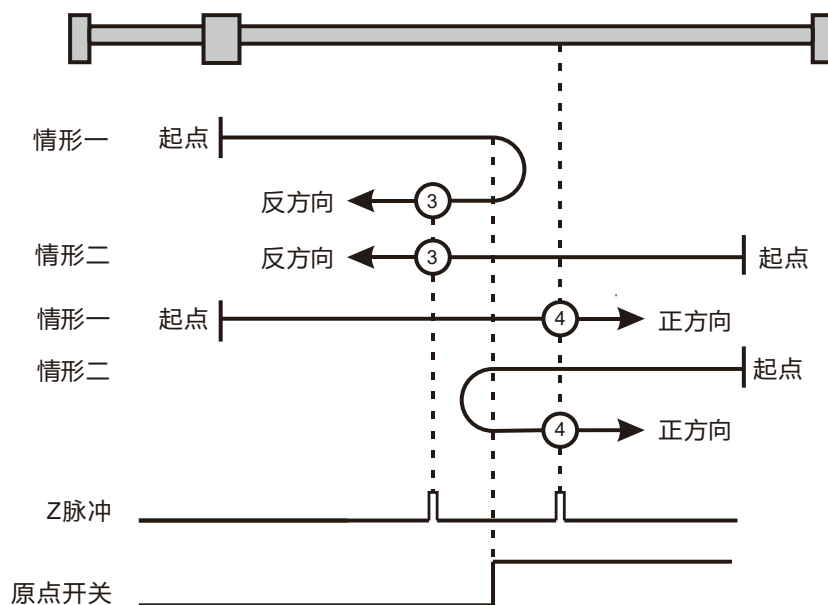 情形一 起点
反方向 3
情形二 反方向 3 起点
情形一 起点 4 正方向
情形二 起点
4 正方向
Z脉冲
原点开关